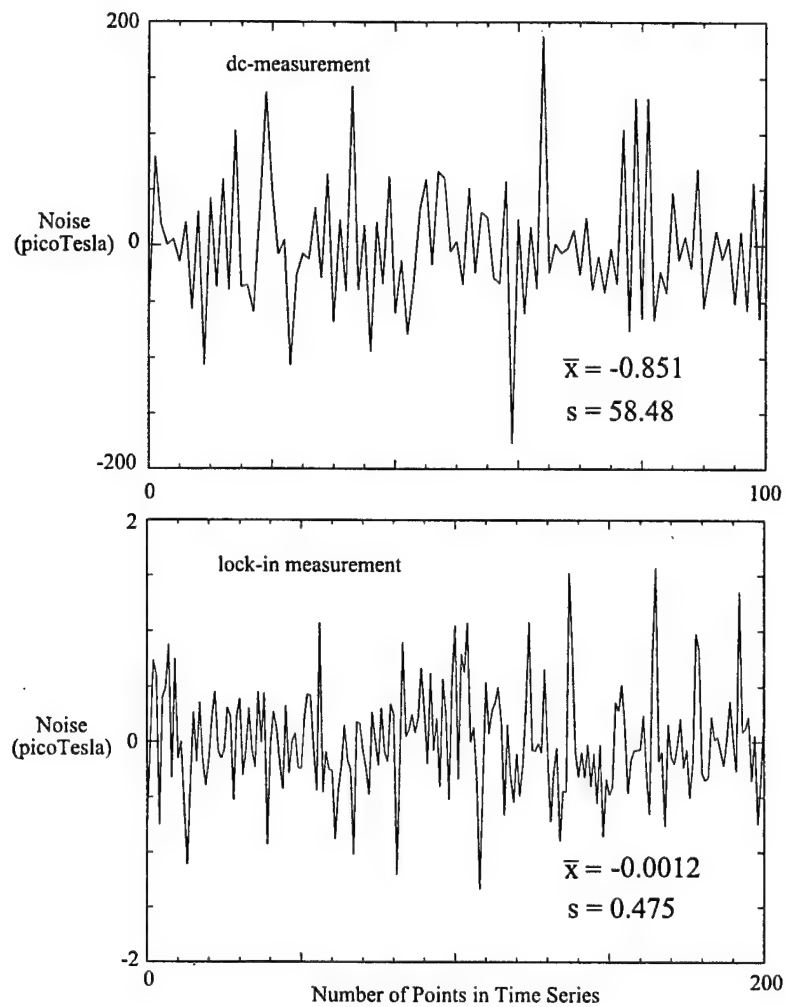 200
dc-measurement
Noise
(picoTesla)
0
x̄ = -0.851
s = 58.48
-200
0
100
2
lock-in measurement
Noise
(picoTesla)
0
x̄ = -0.0012
s = 0.475
-2
0
200
Number of Points in Time Series